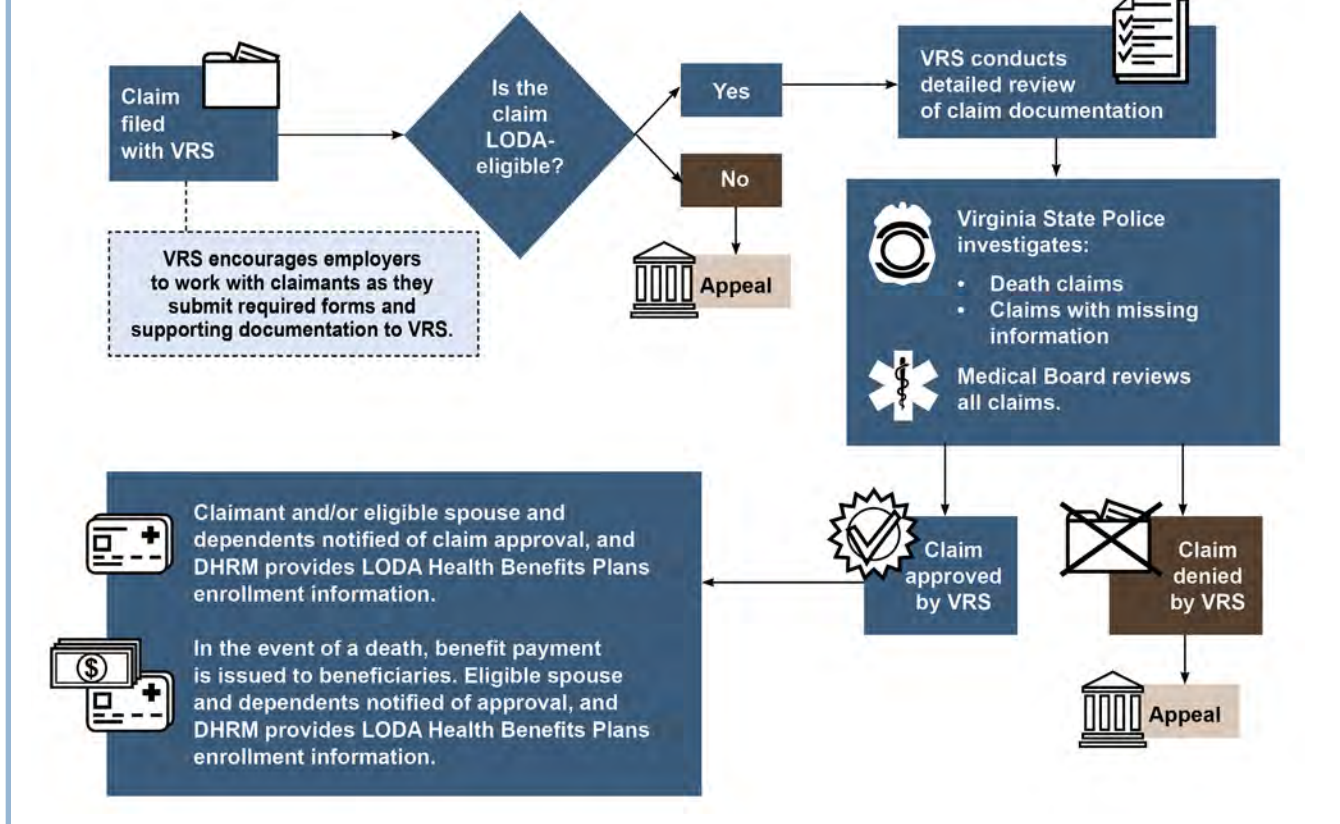 Claim
filed
with VRS
VRS encourages employers
to work with claimants as they
submit required forms and
supporting documentation to VRS.
Is the
claim
LODA-
eligible?
Yes
No
Appeal
VRS conducts
detailed review
of claim documentation
Virginia State Police
investigates:
• Death claims
• Claims with missing
information
Medical Board reviews
all claims.
Claim
approved
by VRS
Claim
denied
by VRS
Appeal
Claimant and/or eligible spouse and
dependents notified of claim approval, and
DHRM provides LODA Health Benefits Plans
enrollment information.
$
In the event of a death, benefit payment
is issued to beneficiaries. Eligible spouse
and dependents notified of approval, and
DHRM provides LODA Health Benefits Plans
enrollment information.